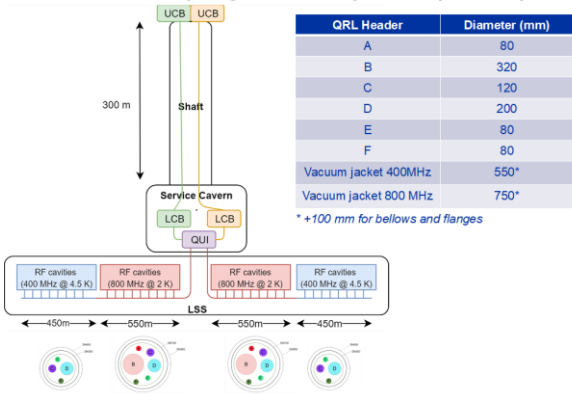 UCB UCB
300 m
Shaft
Service Cavern
LCB LCB
QUI
RF cavities
(400 MHz @ 4.5 K)
RF cavities
(800 MHz @ 2 K)
RF cavities
(800 MHz @ 2 K)
RF cavities
(400 MHz @ 4.5 K)
LSS
450m 550m 550m 450m
C D
B D
B D
C D
QRL Header Diameter (mm)
A 80
B 320
C 120
D 200
E 80
F 80
Vacuum jacket 400MHz 550*
Vacuum jacket 800 MHz 750*
* +100 mm for bellows and flanges